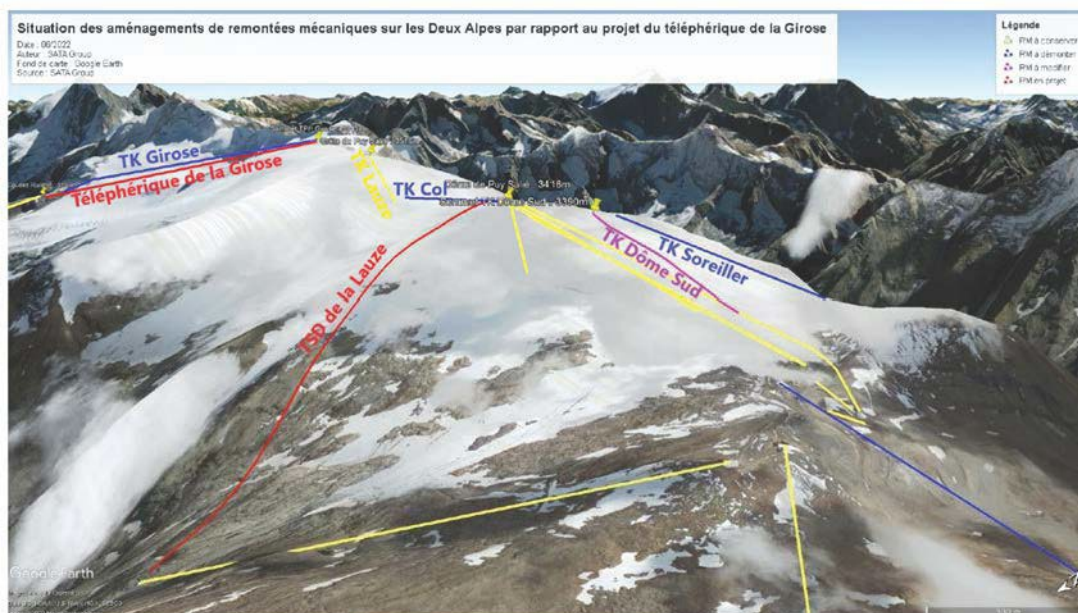 Situation des aménagements de remontées mécaniques sur les Deux Alpes par rapport au projet du téléphérique de la Girose
Date : 06/2022
Auteur : SATA Group
Fond de carte : Google Earth
Source : SATA Group
Légende
RM à conserver
RM à démonter
RM à modifier
RM en projet
TK Girose
Téléphérique de la Girose
TK Lauze
TK Col
Dôme de Puy Salié - 3418m
TK Soreiller
TK Dôme Sud
TSD de la Lauze
Google Earth